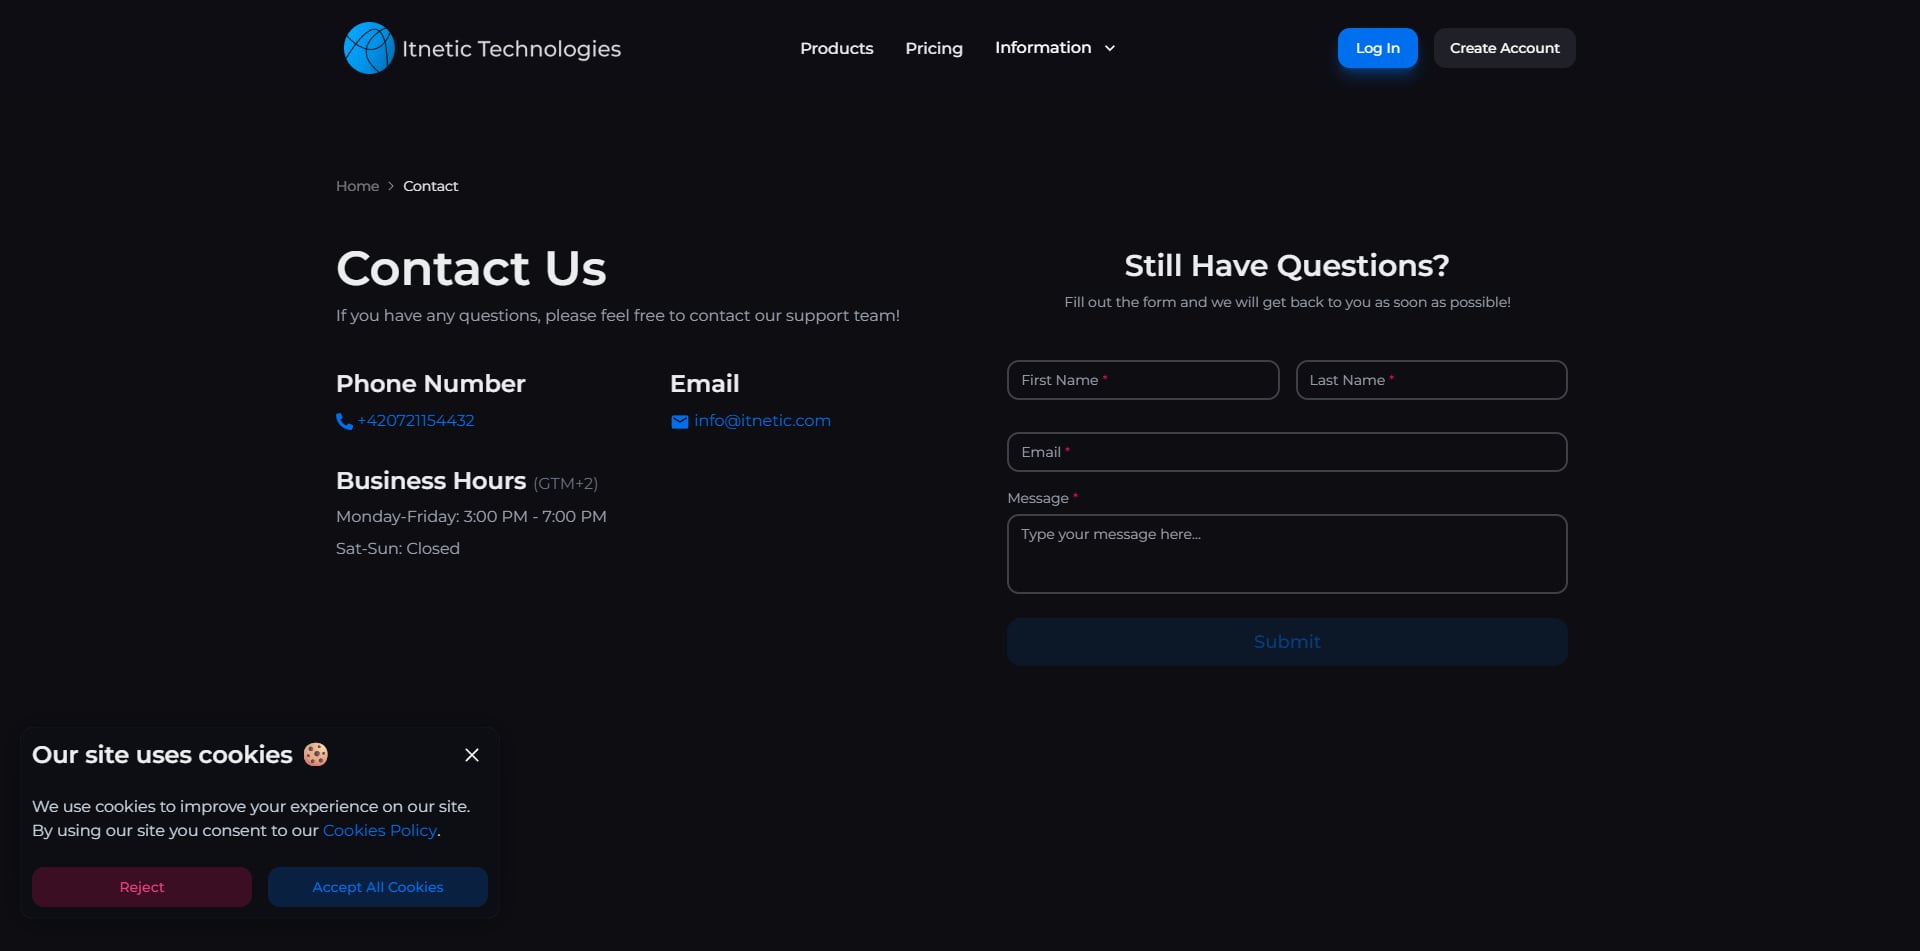 Itnetic Technologies
Products
Pricing
Information
Log In
Create Account
Home
Contact
Contact Us
If you have any questions, please feel free to contact our support team!
Phone Number
+420721154432
Email
info@itnetic.com
Business Hours (GTM+2)
Monday-Friday: 3:00 PM - 7:00 PM
Sat-Sun: Closed
Still Have Questions?
Fill out the form and we will get back to you as soon as possible!
First Name *
Last Name *
Email *
Message *
Type your message here...
Submit
Our site uses cookies
We use cookies to improve your experience on our site.
By using our site you consent to our Cookies Policy.
Reject
Accept All Cookies